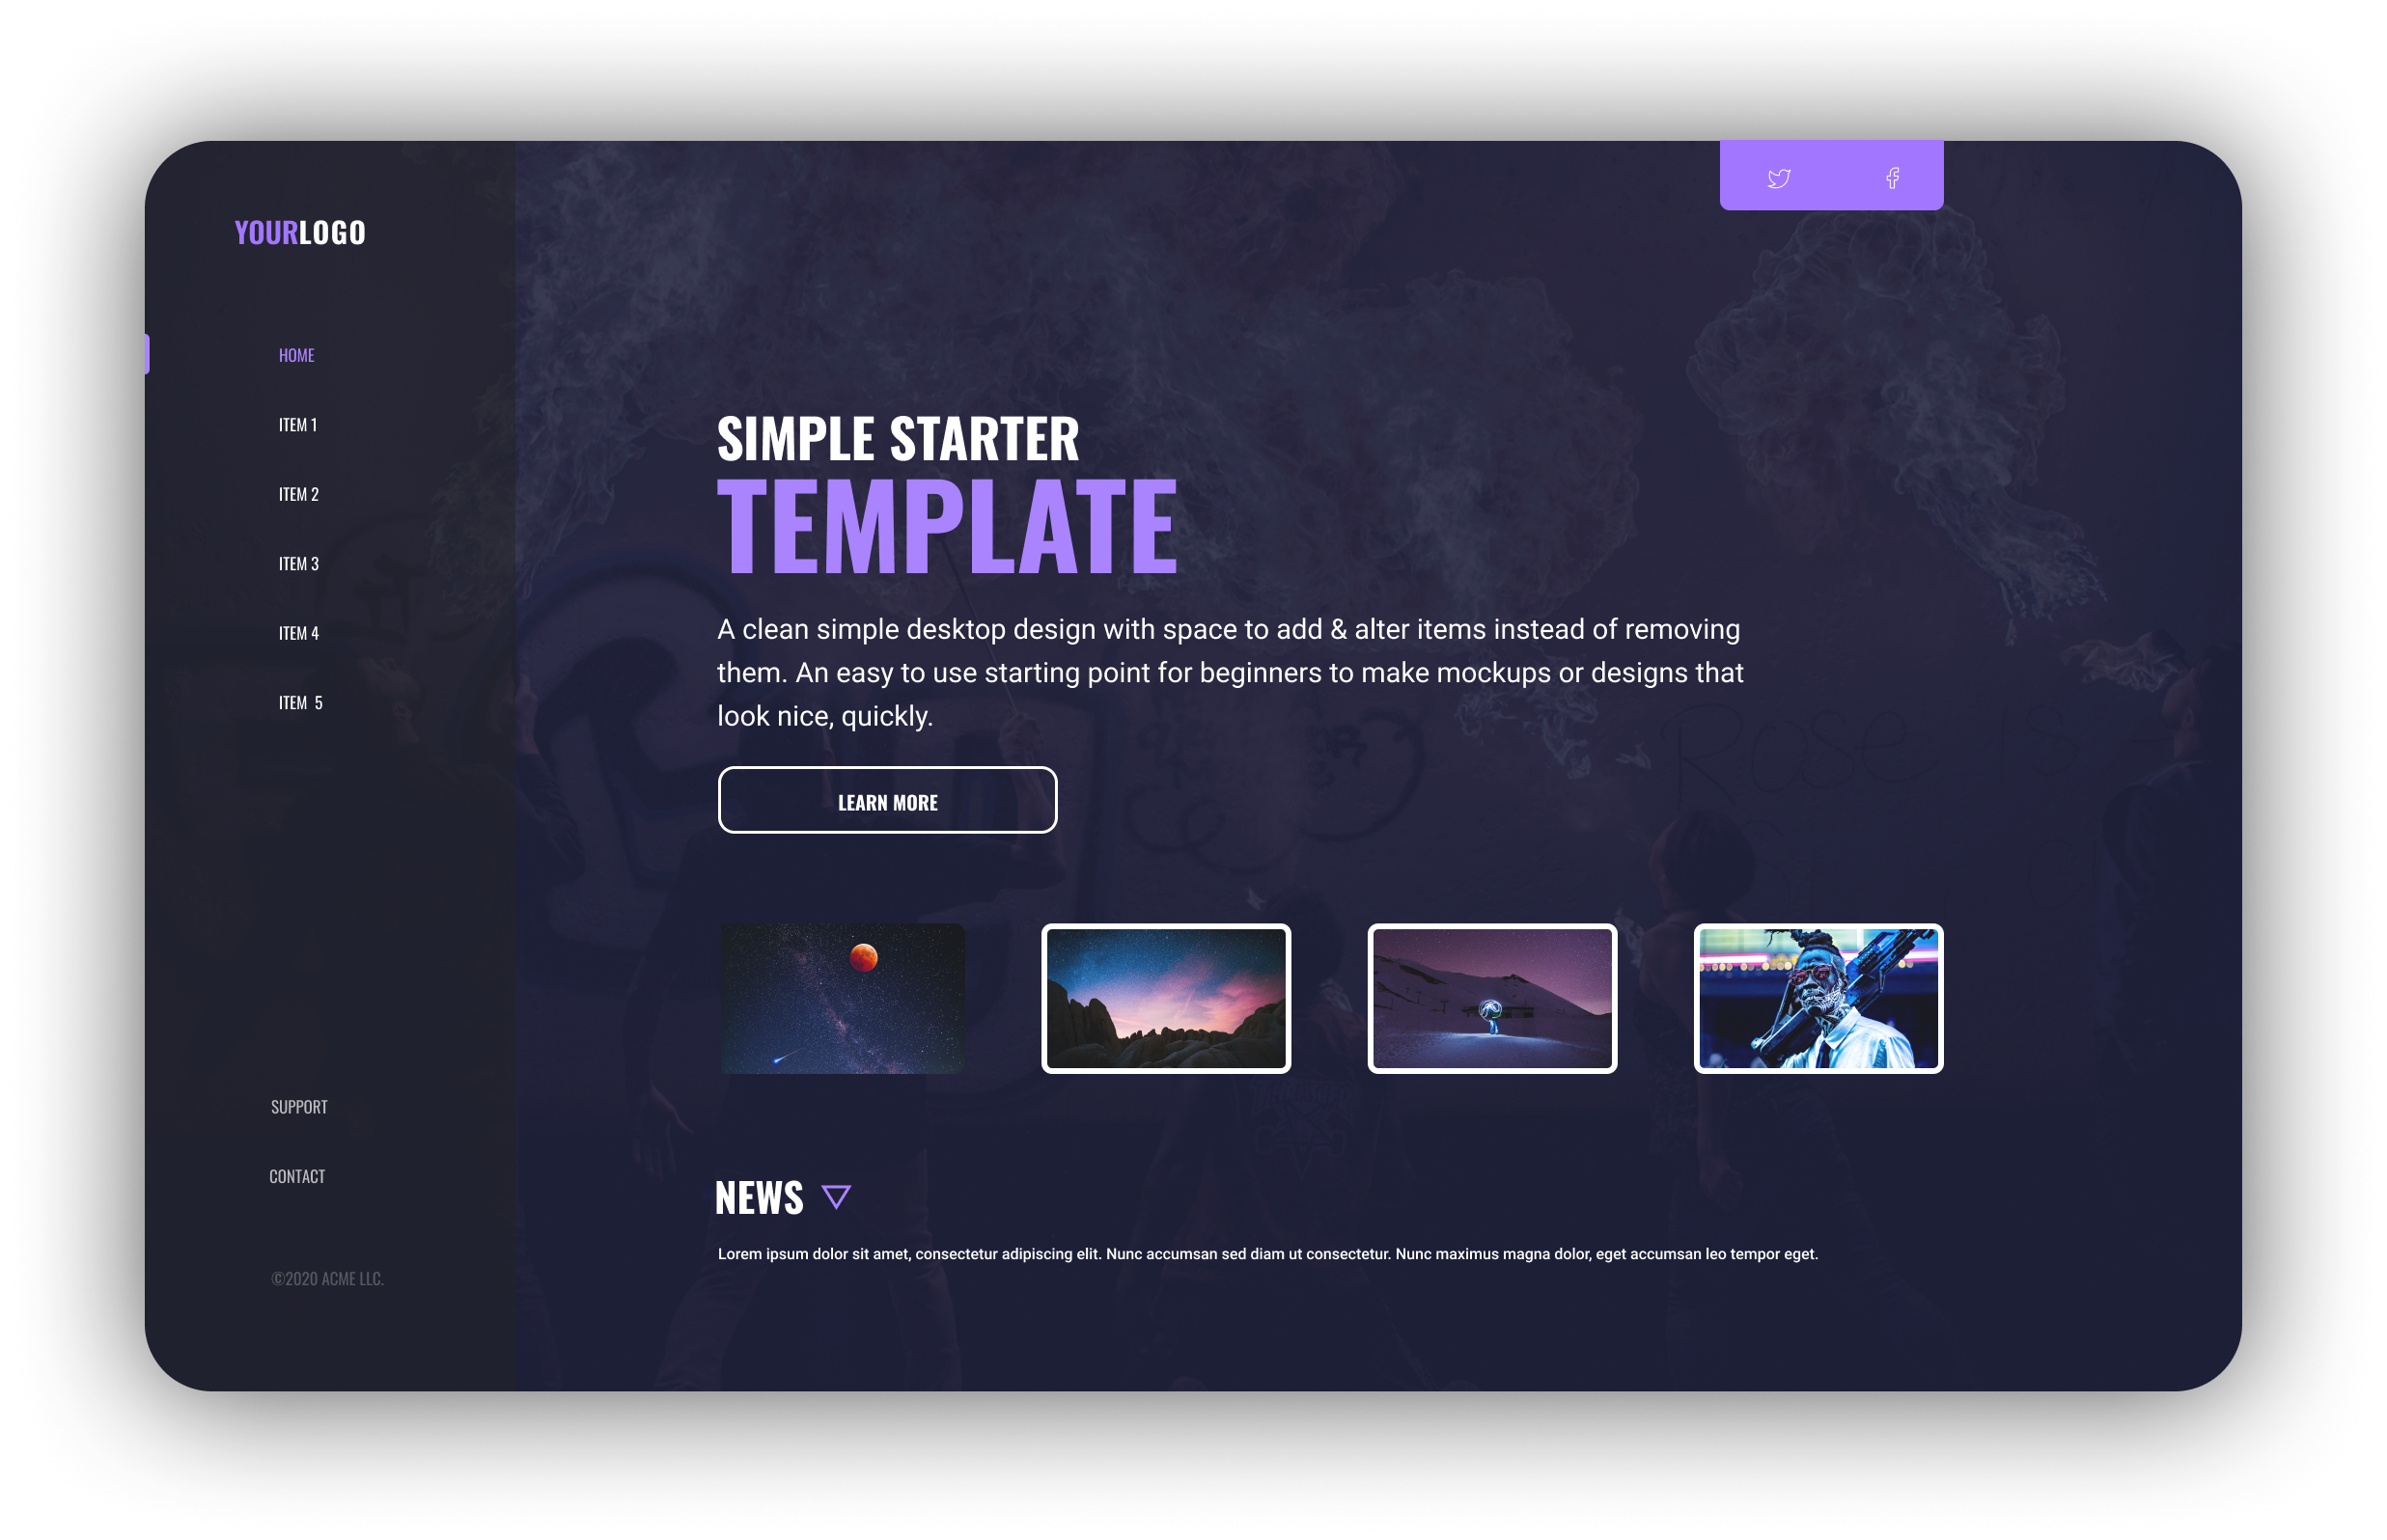 YOURLOGO
HOME
ITEM 1
ITEM 2
ITEM 3
ITEM 4
ITEM  5
SUPPORT
CONTACT
©2020 ACME LLC.
SIMPLE STARTER
TEMPLATE
A clean simple desktop design with space to add & alter items instead of removing
them. An easy to use starting point for beginners to make mockups or designs that
look nice, quickly.
LEARN MORE
NEWS
Lorem ipsum dolor sit amet, consectetur adipiscing elit. Nunc accumsan sed diam ut consectetur. Nunc maximus magna dolor, eget accumsan leo tempor eget.
Rose is